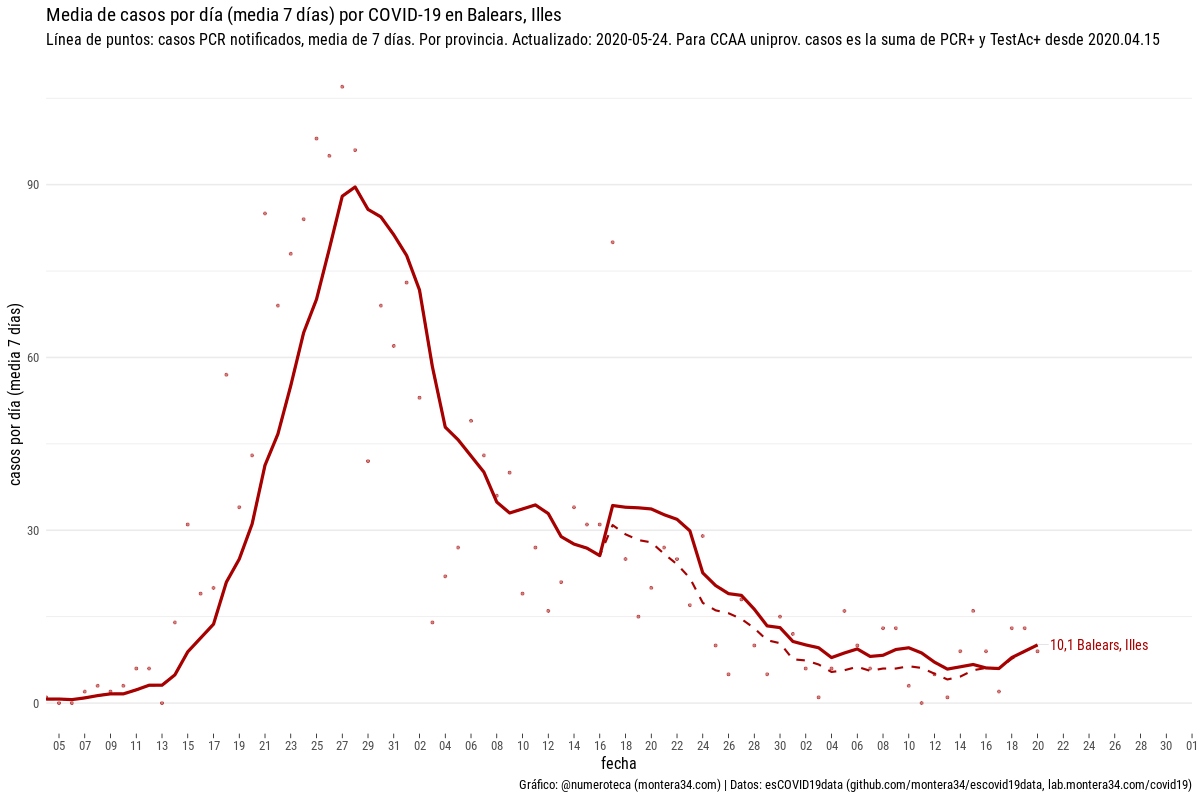 Media de casos por día (media 7 días) por COVID-19 en Balears, Illes
Línea de puntos: casos PCR notificados, media de 7 días. Por provincia. Actualizado: 2020-05-24. Para CCAA uniprov. casos es la suma de PCR+ y TestAc+ desde 2020.04.15
casos por día (media 7 días)
90
60
30
0
10,1 Balears, Illes
05 07 09 11 13 15 17 19 21 23 25 27 29 31 02 04 06 08 10 12 14 16 18 20 22 24 26 28 30 02 04 06 08 10 12 14 16 18 20 22 24 26 28 30 01
fecha
Gráfico: @numeroteca (montera34.com) | Datos: esCOVID19data (github.com/montera34/escovid19data, lab.montera34.com/covid19)